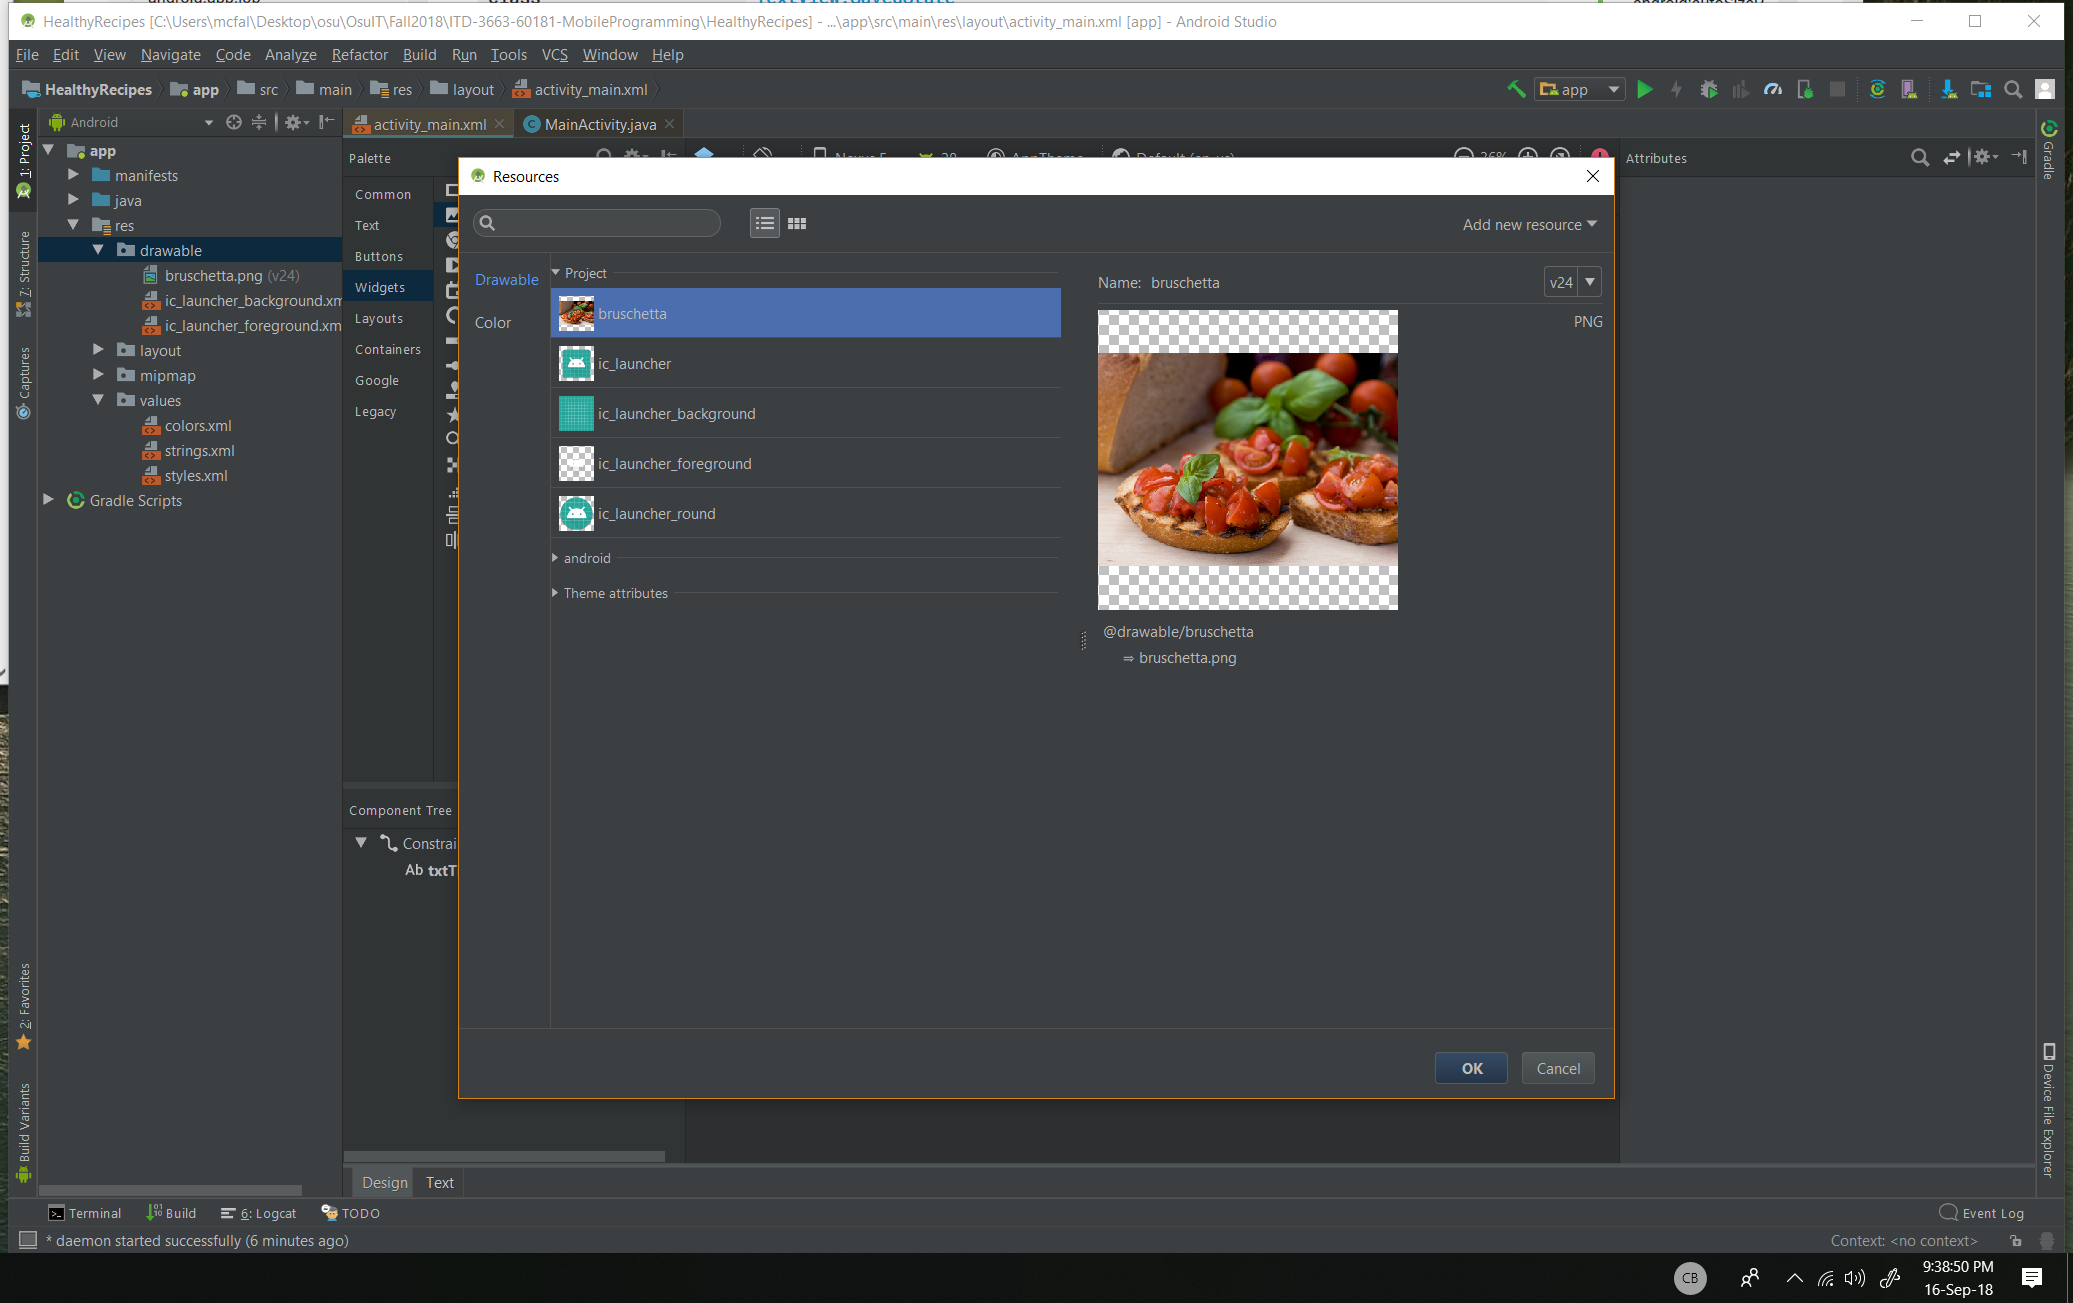 HealthyRecipes [C:\Users\mcfal\Desktop\osu\OsuIT\Fall2018\ITD-3663-60181-MobileProgramming\HealthyRecipes] - ...\app\src\main\res\layout\activity_main.xml [app] - Android Studio
File Edit View Navigate Code Analyze Refactor Build Run Tools VCS Window Help
HealthyRecipes app src main res layout activity_main.xml
app
1: Project
7: Structure
Captures
2: Favorites
Build Variants
Android
app
manifests
java
res
drawable
bruschetta.png (v24)
ic_launcher_background.xm
ic_launcher_foreground.xm
layout
mipmap
values
colors.xml
strings.xml
styles.xml
Gradle Scripts
activity_main.xml MainActivity.java
Palette
Common
Text
Buttons
Widgets
Layouts
Containers
Google
Legacy
Component Tree
Constrai
Ab txtT
Resources
Add new resource
Drawable
Color
Project
bruschetta
ic_launcher
ic_launcher_background
ic_launcher_foreground
ic_launcher_round
android
Theme attributes
Name: bruschetta
v24
PNG
@drawable/bruschetta
⇒ bruschetta.png
OK Cancel
Attributes
Gradle
Device File Explorer
Design Text
Terminal Build 6: Logcat TODO
Event Log
* daemon started successfully (6 minutes ago)
Context: <no context>
CB
9:38:50 PM
16-Sep-18